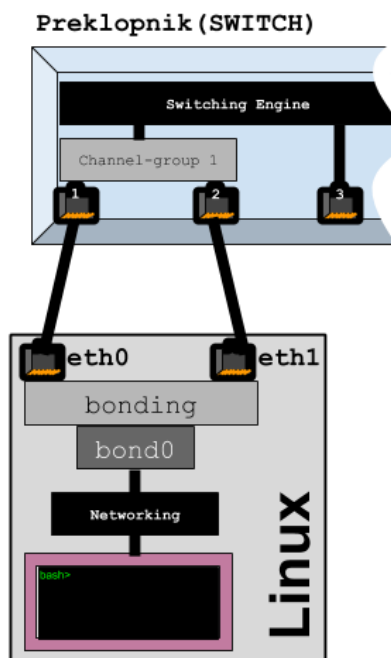 Preklopnik(SWITCH)
Switching Engine
Channel-group 1
1
2
3
eth0
eth1
bonding
bond0
Networking
bash>
Linux